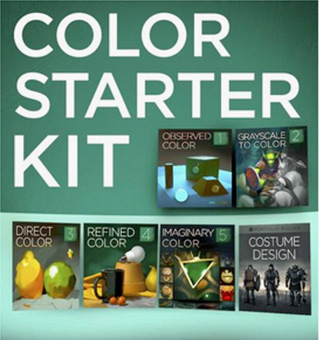 COLOR
STARTER
KIT
OBSERVED 1
COLOR
GRAYSCALE 2
TO COLOR
DIRECT 3
COLOR
REFINED 4
COLOR
IMAGINARY 5
COLOR
COSTUME
DESIGN